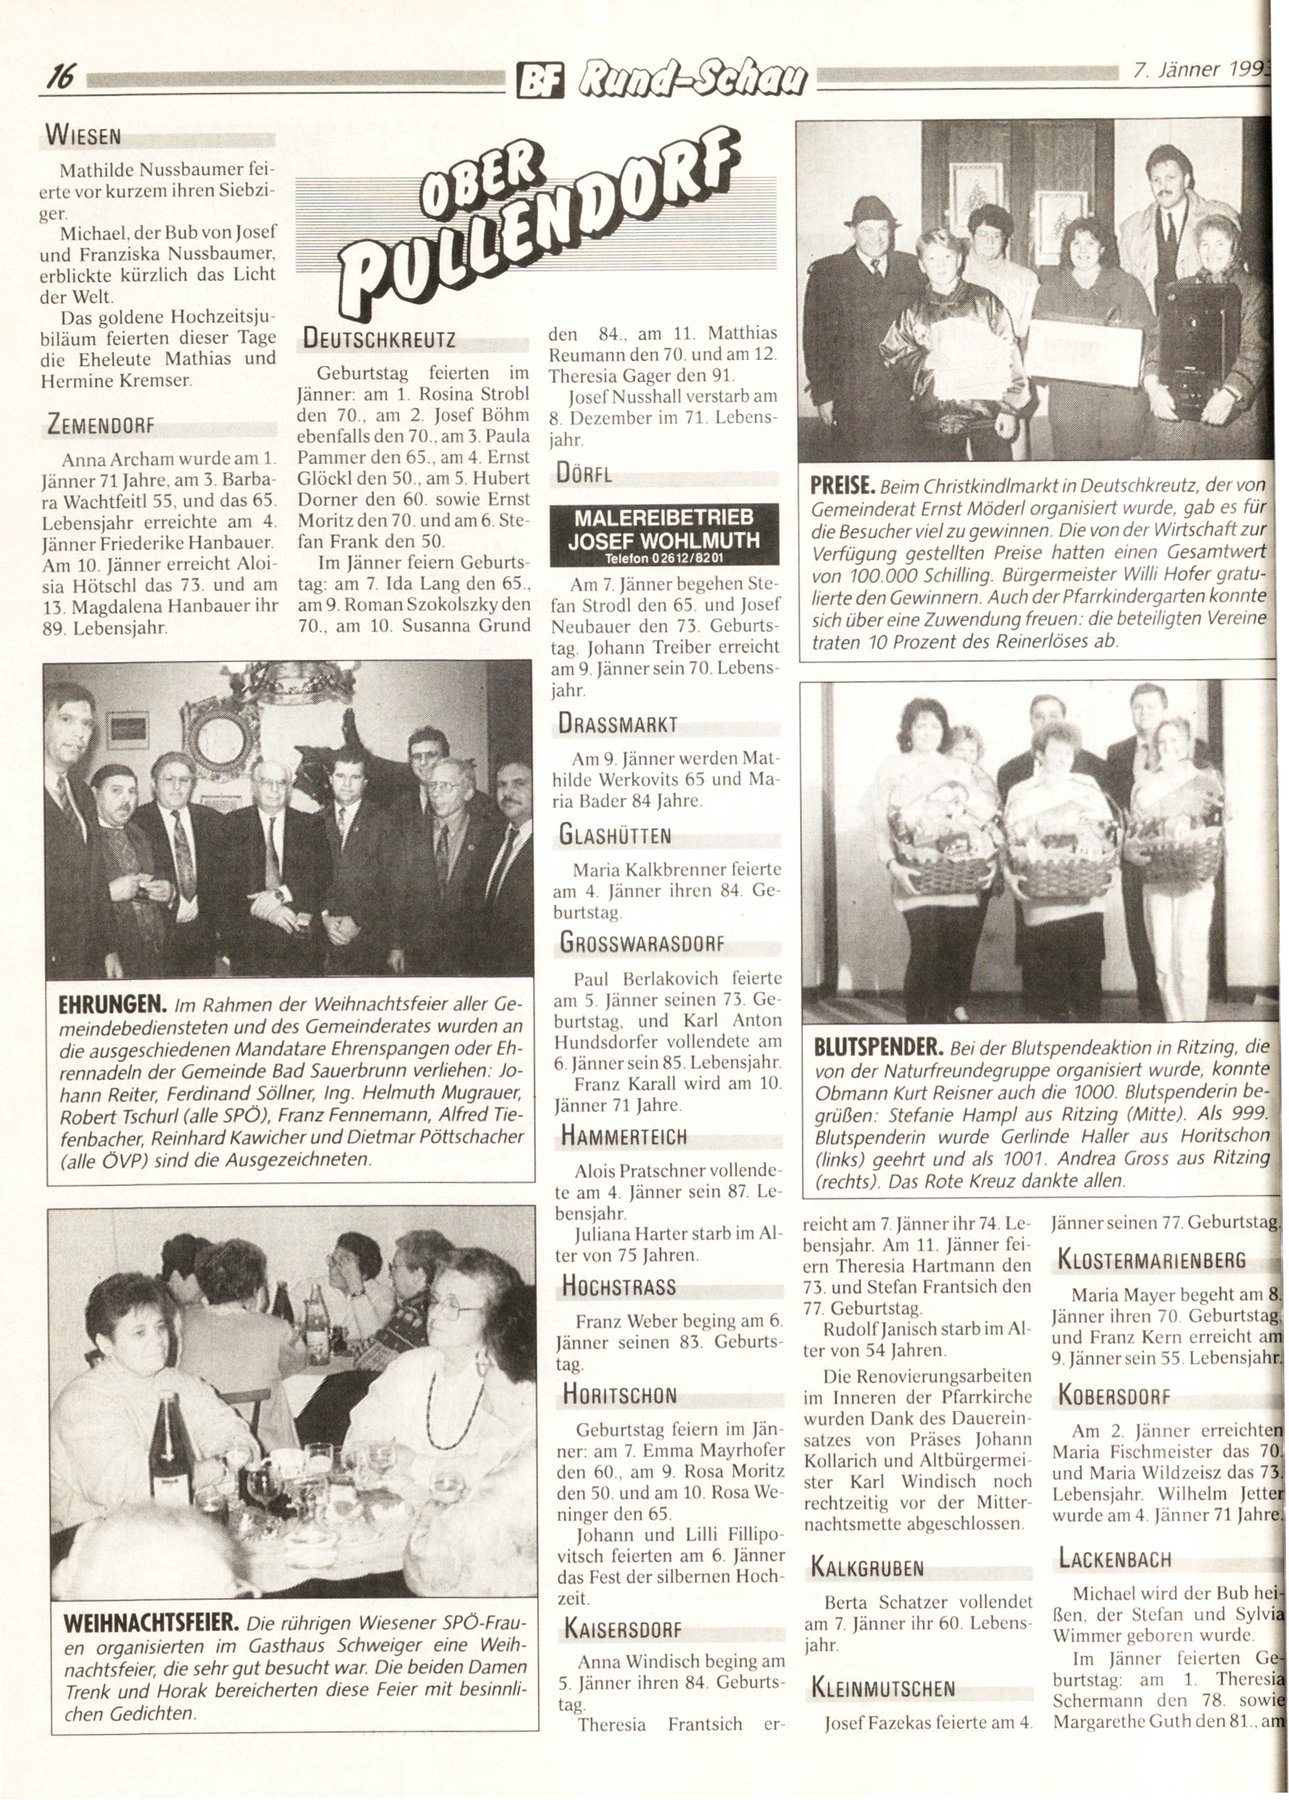 16
BF Rund-Schau
7. Jänner 1993
WIESEN
Mathilde Nussbaumer fei-
erte vor kurzem ihren Siebzi-
ger.
Michael, der Bub von Josef
und Franziska Nussbaumer,
erblickte kürzlich das Licht
der Welt.
Das goldene Hochzeitsju-
biläum feierten dieser Tage
die Eheleute Mathias und
Hermine Kremser.
ZEMENDORF
Anna Archam wurde am 1.
Jänner 71 Jahre, am 3. Barba-
ra Wachtfeitl 55, und das 65.
Lebensjahr erreichte am 4.
Jänner Friederike Hanbauer.
Am 10. Jänner erreicht Aloi-
sia Hötschl das 73. und am
13. Magdalena Hanbauer ihr
89. Lebensjahr.
OBER
PULLENDORF
DEUTSCHKREUTZ
Geburtstag feierten im
Jänner: am 1. Rosina Strobl
den 70., am 2. Josef Böhm
ebenfalls den 70., am 3. Paula
Pammer den 65., am 4. Ernst
Glöckl den 50., am 5. Hubert
Dorner den 60. sowie Ernst
Moritz den 70. und am 6. Ste-
fan Frank den 50.
Im Jänner feiern Geburts-
tag: am 7. Ida Lang den 65.,
am 9. Roman Szokolszky den
70., am 10. Susanna Grund
den 84., am 11. Matthias
Reumann den 70. und am 12.
Theresia Gager den 91.
Josef Nusshall verstarb am
8. Dezember im 71. Lebens-
jahr.
DÖRFL
MALEREIBETRIEB
JOSEF WOHLMUTH
Telefon 0 26 12/82 01
Am 7. Jänner begehen Ste-
fan Strodl den 65. und Josef
Neubauer den 73. Geburts-
tag. Johann Treiber erreicht
am 9. Jänner sein 70. Lebens-
jahr.
DRASSMARKT
Am 9. Jänner werden Mat-
hilde Werkovits 65 und Ma-
ria Bader 84 Jahre.
GLASHÜTTEN
Maria Kalkbrenner feierte
am 4. Jänner ihren 84. Ge-
burtstag.
GROSSWARASDORF
Paul Berlakovich feierte
am 5. Jänner seinen 73. Ge-
burtstag, und Karl Anton
Hundsdorfer vollendete am
6. Jänner sein 85. Lebensjahr.
Franz Karall wird am 10.
Jänner 71 Jahre.
HAMMERTEICH
Alois Pratschner vollende-
te am 4. Jänner sein 87. Le-
bensjahr.
Juliana Harter starb im Al-
ter von 75 Jahren.
HOCHSTRASS
Franz Weber beging am 6.
Jänner seinen 83. Geburts-
tag.
HORITSCHON
Geburtstag feiern im Jän-
ner: am 7. Emma Mayrhofer
den 60., am 9. Rosa Moritz
den 50. und am 10. Rosa We-
ninger den 65.
Johann und Lilli Fillipo-
vitsch feierten am 6. Jänner
das Fest der silbernen Hoch-
zeit.
KAISERSDORF
Anna Windisch beging am
5. Jänner ihren 84. Geburts-
tag.
Theresia Frantsich er-
reicht am 7. Jänner ihr 74. Le-
bensjahr. Am 11. Jänner fei-
ern Theresia Hartmann den
73. und Stefan Frantsich den
77. Geburtstag.
Rudolf Janisch starb im Al-
ter von 54 Jahren.
Die Renovierungsarbeiten
im Inneren der Pfarrkirche
wurden Dank des Dauerein-
satzes von Präses Johann
Kollarich und Altbürgermei-
ster Karl Windisch noch
rechtzeitig vor der Mitter-
nachtsmette abgeschlossen.
KALKGRUBEN
Berta Schatzer vollendet
am 7. Jänner ihr 60. Lebens-
jahr.
KLEINMUTSCHEN
Josef Fazekas feierte am 4.
Jänner seinen 77. Geburtstag.
KLOSTERMARIENBERG
Maria Mayer begeht am 8.
Jänner ihren 70. Geburtstag,
und Franz Kern erreicht am
9. Jänner sein 55. Lebensjahr.
KOBERSDORF
Am 2. Jänner erreichten
Maria Fischmeister das 70.
und Maria Wildzeisz das 73.
Lebensjahr. Wilhelm Jetter
wurde am 4. Jänner 71 Jahre.
LACKENBACH
Michael wird der Bub hei-
ßen, der Stefan und Sylvia
Wimmer geboren wurde.
Im Jänner feierten Ge-
burtstag: am 1. Theresia
Schermann den 78. sowie
Margarethe Guth den 81., am
EHRUNGEN. Im Rahmen der Weihnachtsfeier aller Ge-
meindebediensteten und des Gemeinderates wurden an
die ausgeschiedenen Mandatare Ehrenspangen oder Eh-
rennadeln der Gemeinde Bad Sauerbrunn verliehen: Jo-
hann Reiter, Ferdinand Söllner, Ing. Helmuth Mugrauer,
Robert Tschurl (alle SPÖ), Franz Fennemann, Alfred Tie-
fenbacher, Reinhard Kawicher und Dietmar Pöttschacher
(alle ÖVP) sind die Ausgezeichneten.
WEIHNACHTSFEIER. Die rührigen Wiesener SPÖ-Frau-
en organisierten im Gasthaus Schweiger eine Weih-
nachtsfeier, die sehr gut besucht war. Die beiden Damen
Trenk und Horak bereicherten diese Feier mit besinnli-
chen Gedichten.
PREISE. Beim Christkindlmarkt in Deutschkreutz, der von
Gemeinderat Ernst Möderl organisiert wurde, gab es für
die Besucher viel zu gewinnen. Die von der Wirtschaft zur
Verfügung gestellten Preise hatten einen Gesamtwert
von 100.000 Schilling. Bürgermeister Willi Hofer gratu-
lierte den Gewinnern. Auch der Pfarrkindergarten konnte
sich über eine Zuwendung freuen: die beteiligten Vereine
traten 10 Prozent des Reinerlöses ab.
BLUTSPENDER. Bei der Blutspendeaktion in Ritzing, die
von der Naturfreundegruppe organisiert wurde, konnte
Obmann Kurt Reisner auch die 1000. Blutspenderin be-
grüßen: Stefanie Hampl aus Ritzing (Mitte). Als 999.
Blutspenderin wurde Gerlinde Haller aus Horitschon
(links) geehrt und als 1001. Andrea Gross aus Ritzing
(rechts). Das Rote Kreuz dankte allen.